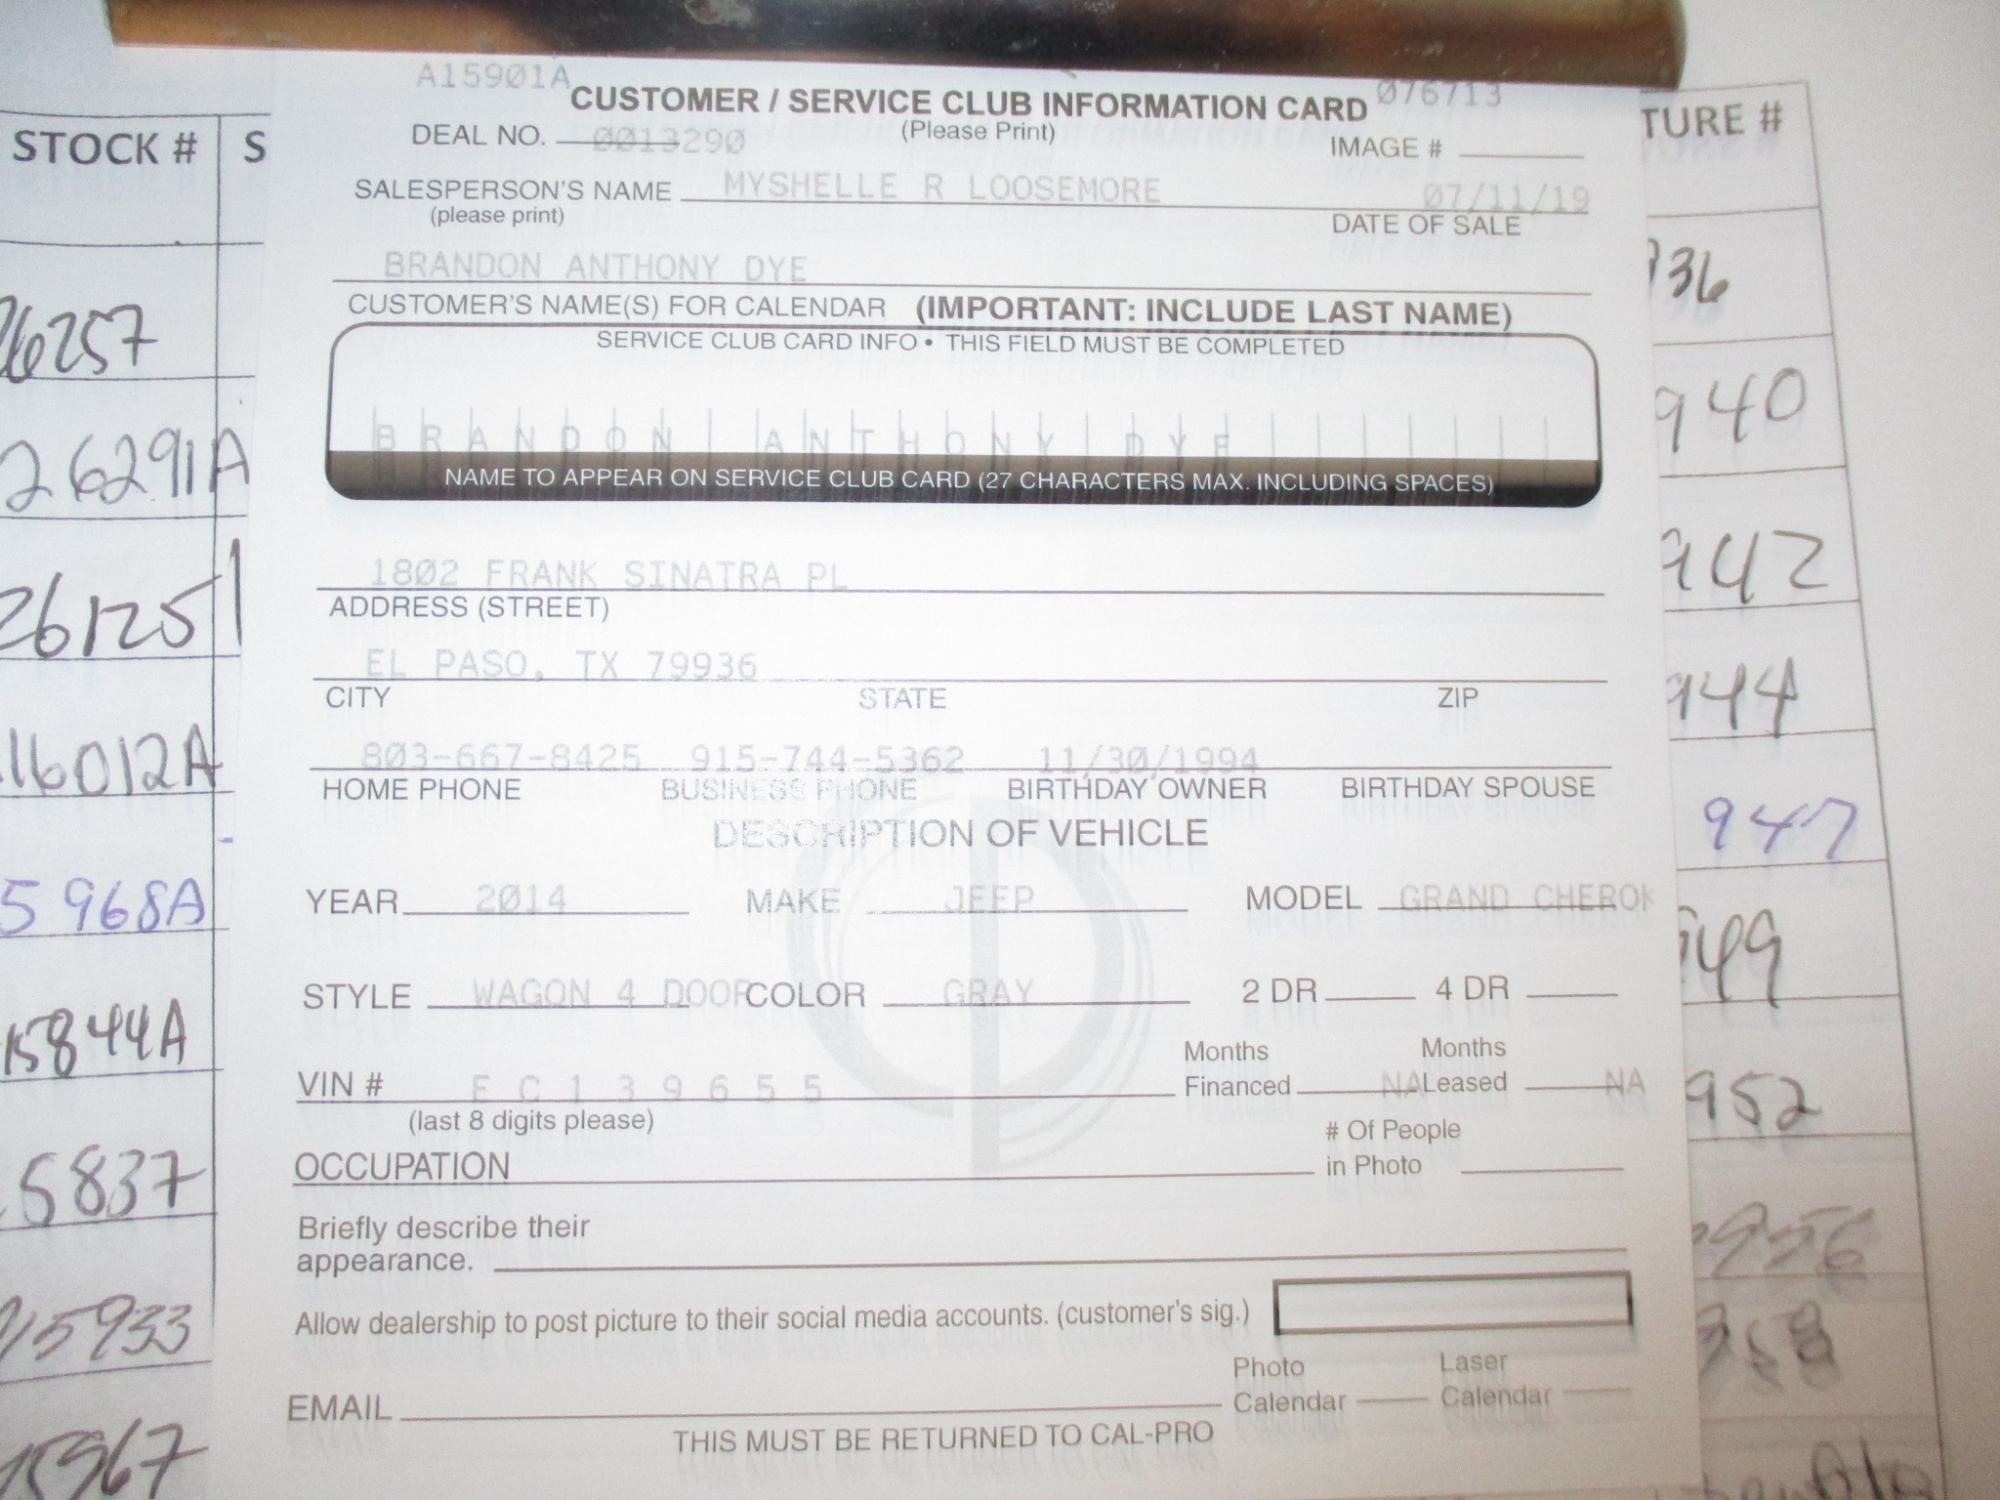 A15901A
076713
CUSTOMER / SERVICE CLUB INFORMATION CARD
(Please Print)
DEAL NO. 0013290
IMAGE #
SALESPERSON'S NAME MYSHELLE R LOOSEMORE 07/11/19
(please print)
DATE OF SALE
BRANDON ANTHONY DYE
CUSTOMER'S NAME(S) FOR CALENDAR (IMPORTANT: INCLUDE LAST NAME)
SERVICE CLUB CARD INFO • THIS FIELD MUST BE COMPLETED
BRANDON ANTHONY DYE
NAME TO APPEAR ON SERVICE CLUB CARD (27 CHARACTERS MAX. INCLUDING SPACES)
1802 FRANK SINATRA PL
ADDRESS (STREET)
EL PASO, TX 79936
CITY STATE ZIP
803-667-8425 915-744-5362 11/30/1994
HOME PHONE BUSINESS PHONE BIRTHDAY OWNER BIRTHDAY SPOUSE
DESCRIPTION OF VEHICLE
YEAR 2014 MAKE JEEP MODEL GRAND CHEROK
STYLE WAGON 4 DOOR COLOR GRAY 2 DR 4 DR
Months Financed NA Months Leased NA
VIN # E C 1 3 9 6 5 5
(last 8 digits please)
OCCUPATION
# Of People
in Photo
Briefly describe their
appearance.
Allow dealership to post picture to their social media accounts. (customer's sig.)
Photo Calendar Laser Calendar
EMAIL
THIS MUST BE RETURNED TO CAL-PRO
STOCK # S
26257
26291A
26125
16012A
5968A
15844A
5837
15933
15967
TURE #
936
940
942
944
947
949
952
956
958